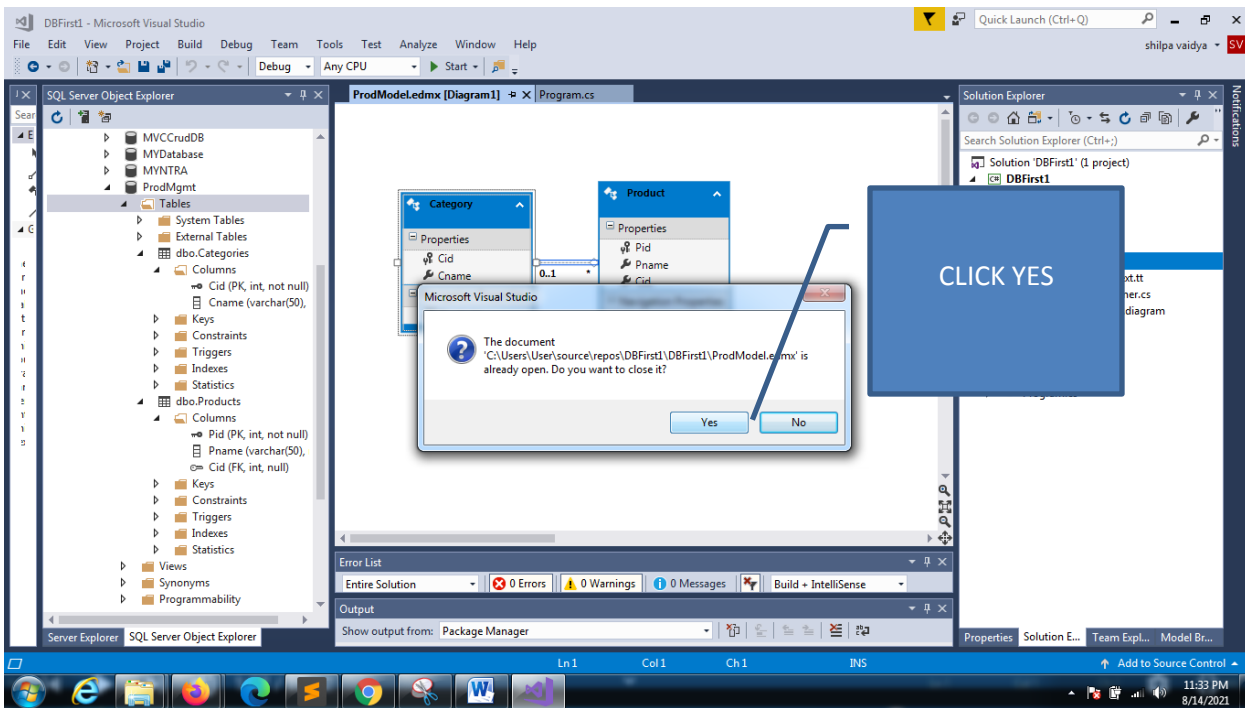 DBFirst1 - Microsoft Visual Studio
Quick Launch (Ctrl+Q)
File Edit View Project Build Debug Team Tools Test Analyze Window Help
shilpa vaidya SV
Debug Any CPU Start
SQL Server Object Explorer
MVCCrudDB
MYDatabase
MYNTRA
ProdMgmt
Tables
System Tables
External Tables
dbo.Categories
Columns
Cid (PK, int, not null)
Cname (varchar(50),
Keys
Constraints
Triggers
Indexes
Statistics
dbo.Products
Columns
Pid (PK, int, not null)
Pname (varchar(50),
Cid (FK, int, null)
Keys
Constraints
Triggers
Indexes
Statistics
Views
Synonyms
Programmability
Server Explorer SQL Server Object Explorer
ProdModel.edmx [Diagram1] Program.cs
Category
Properties
Cid
Cname
0..1 *
Product
Properties
Pid
Pname
Cid
Navigation Properties
Microsoft Visual Studio
The document
'C:\Users\User\source\repos\DBFirst1\DBFirst1\ProdModel.edmx' is
already open. Do you want to close it?
Yes No
CLICK YES
Error List
Entire Solution 0 Errors 0 Warnings 0 Messages Build + IntelliSense
Output
Show output from: Package Manager
Solution Explorer
Search Solution Explorer (Ctrl+;)
Solution 'DBFirst1' (1 project)
DBFirst1
xt.tt
ner.cs
diagram
Properties Solution E... Team Expl... Model Br...
Notifications
Ln 1 Col 1 Ch 1 INS
Add to Source Control
11:33 PM
8/14/2021